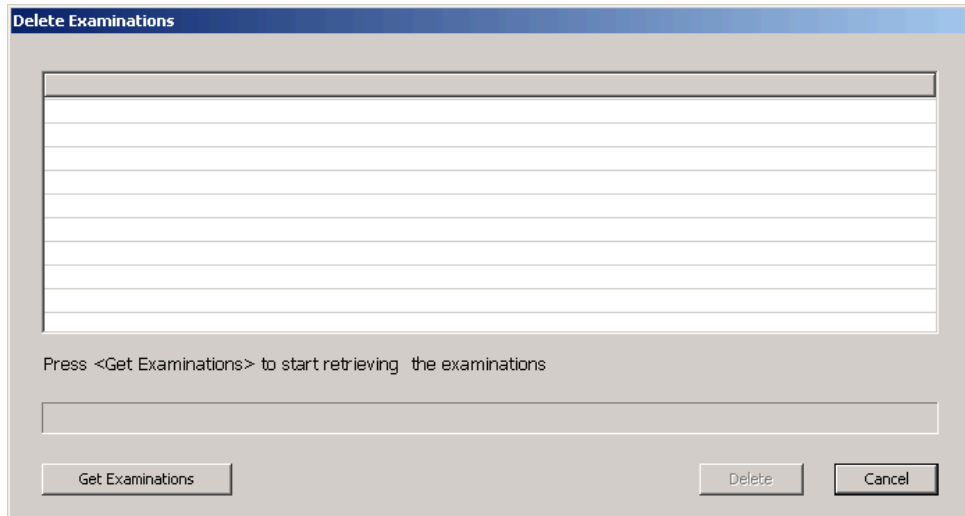 Delete Examinations
Press <Get Examinations> to start retrieving  the examinations
Get Examinations
Delete
Cancel